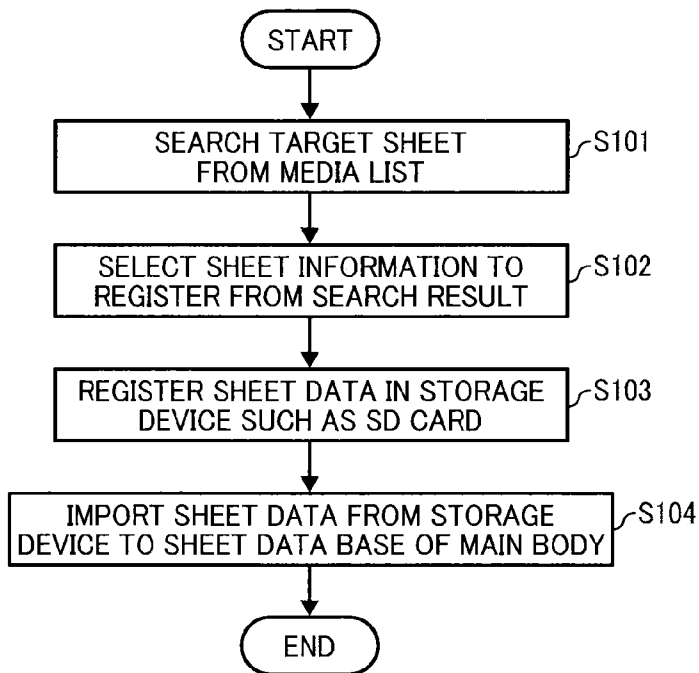 START
SEARCH TARGET SHEET
FROM MEDIA LIST
S101
SELECT SHEET INFORMATION TO
REGISTER FROM SEARCH RESULT
S102
REGISTER SHEET DATA IN STORAGE
DEVICE SUCH AS SD CARD
S103
IMPORT SHEET DATA FROM STORAGE
DEVICE TO SHEET DATA BASE OF MAIN BODY
S104
END